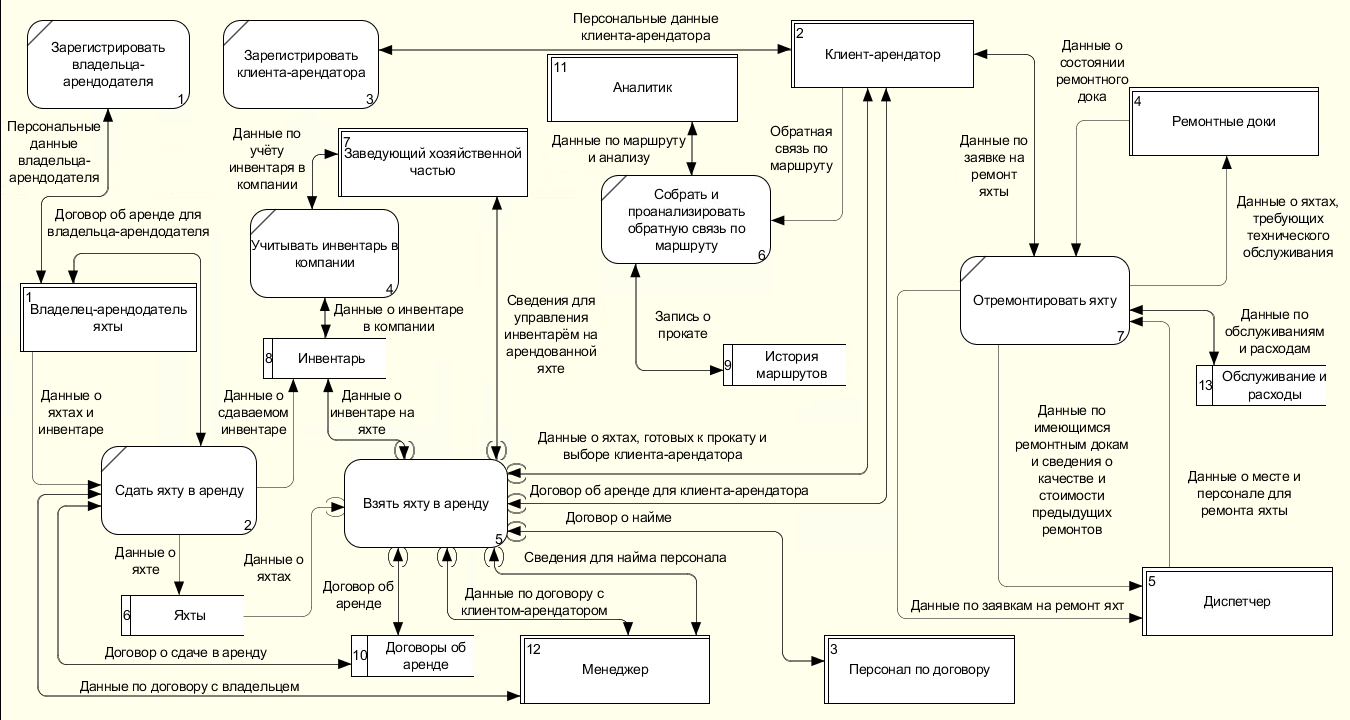 Зарегистрировать
владельца-
арендодателя
1
Зарегистрировать
клиента-арендатора
3
Персональные данные
клиента-арендатора
2
Клиент-арендатор
11
Аналитик
Данные о
состоянии
ремонтного
дока
4
Ремонтные доки
Персональные
данные
владельца-
арендодателя
Данные по
учёту
инвентаря в
компании
7
Заведующий хозяйственной
частью
Данные по маршруту
и анализу
Обратная
связь по
маршруту
Данные по
заявке на
ремонт
яхты
Договор об аренде для
владельца-арендодателя
Учитывать инвентарь в
компании
4
Собрать и
проанализировать
обратную связь по
маршруту
6
Данные о яхтах,
требующих
технического
обслуживания
1
Владелец-арендодатель
яхты
Данные о инвентаре
в компании
Сведения для
управления
инвентарём на
арендованной
яхте
Запись о
прокате
Отремонтировать яхту
7
Данные по
обслуживаниям
и расходам
8
Инвентарь
9
История
маршрутов
13
Обслуживание и
расходы
Данные о
яхтах и
инвентаре
Данные о
сдаваемом
инвентаре
Данные о
инвентаре на
яхте
Данные о яхтах, готовых к прокату и
выборе клиента-арендатора
Данные по
имеющимся
ремонтным докам
и сведения о
качестве и
стоимости
предыдущих
ремонтов
Данные о месте и
персонале для
ремонта яхты
Сдать яхту в аренду
2
Взять яхту в аренду
5
Договор об аренде для клиента-арендатора
Договор о найме
Сведения для найма персонала
Данные о
яхте
Данные о
яхтах
Договор об
аренде
Данные по договору с
клиентом-арендатором
Данные по заявкам на ремонт яхт
5
Диспетчер
6
Яхты
Договор о сдаче в аренду
10
Договоры об
аренде
12
Менеджер
3
Персонал по договору
Данные по договору с владельцем